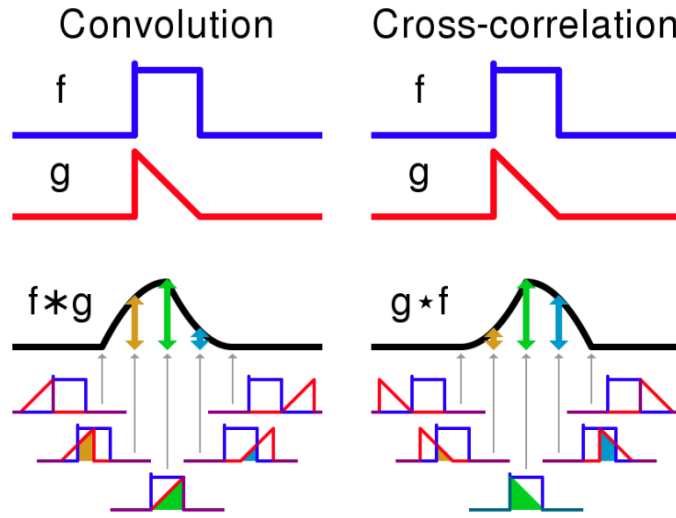 Convolution
f
g
f∗g
Cross-correlation
f
g
g⋆f